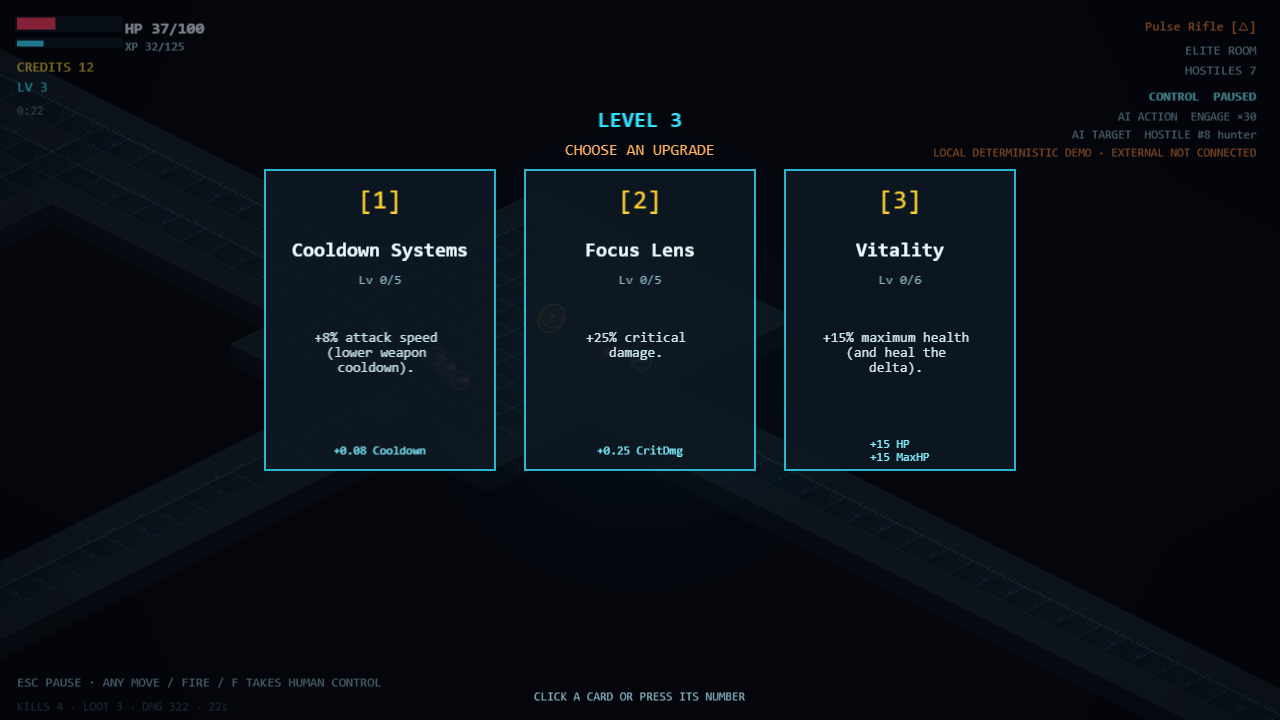 HP 37/100
XP 32/125
CREDITS 12
LV 3
0:22
Pulse Rifle [△]
ELITE ROOM
HOSTILES 7
CONTROL PAUSED
AI ACTION ENGAGE ×30
AI TARGET HOSTILE #8 hunter
LOCAL DETERMINISTIC DEMO · EXTERNAL NOT CONNECTED
LEVEL 3
CHOOSE AN UPGRADE
[1]
Cooldown Systems
Lv 0/5
+8% attack speed
(lower weapon
cooldown).
+0.08 Cooldown
[2]
Focus Lens
Lv 0/5
+25% critical
damage.
+0.25 CritDmg
[3]
Vitality
Lv 0/6
+15% maximum health
(and heal the
delta).
+15 HP
+15 MaxHP
ESC PAUSE · ANY MOVE / FIRE / F TAKES HUMAN CONTROL
KILLS 4 · LOOT 3 · DMG 322 · 22s
CLICK A CARD OR PRESS ITS NUMBER